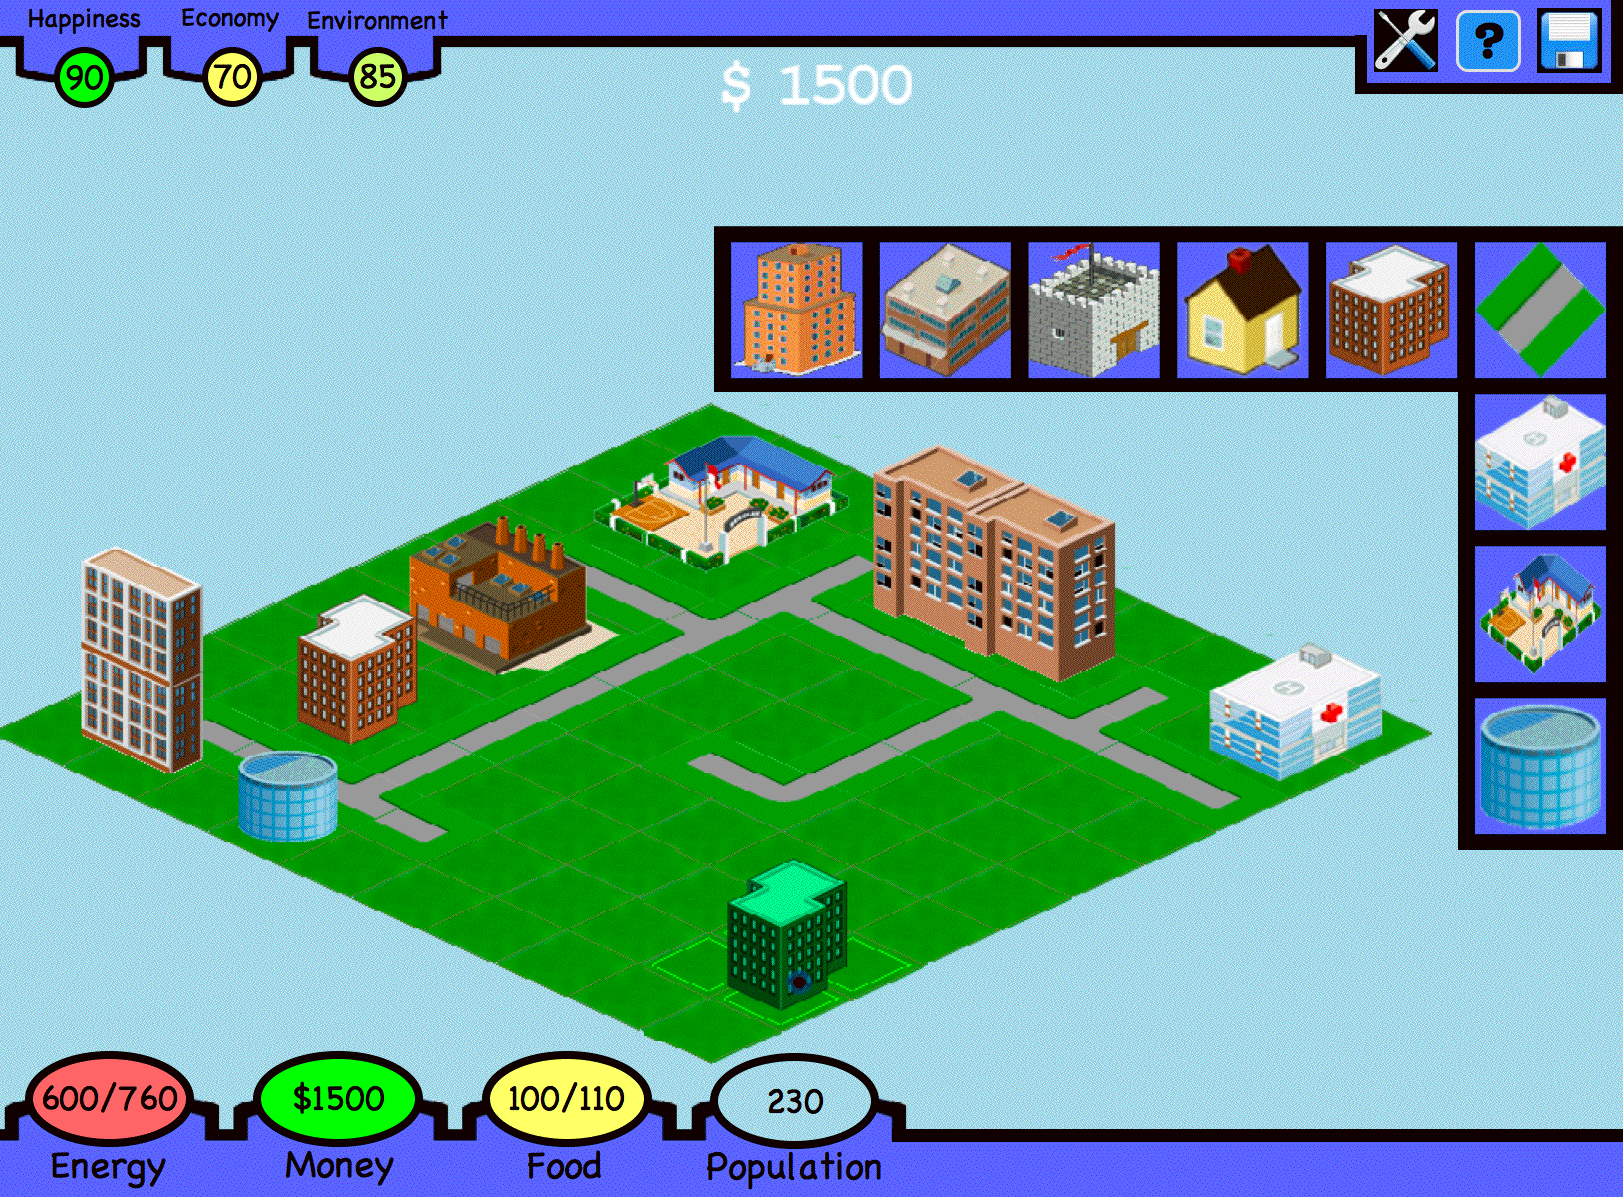 Happiness Economy Environment
90 70 85
$ 1500
?
H
H
600/760 $1500 100/110 230
Energy Money Food Population